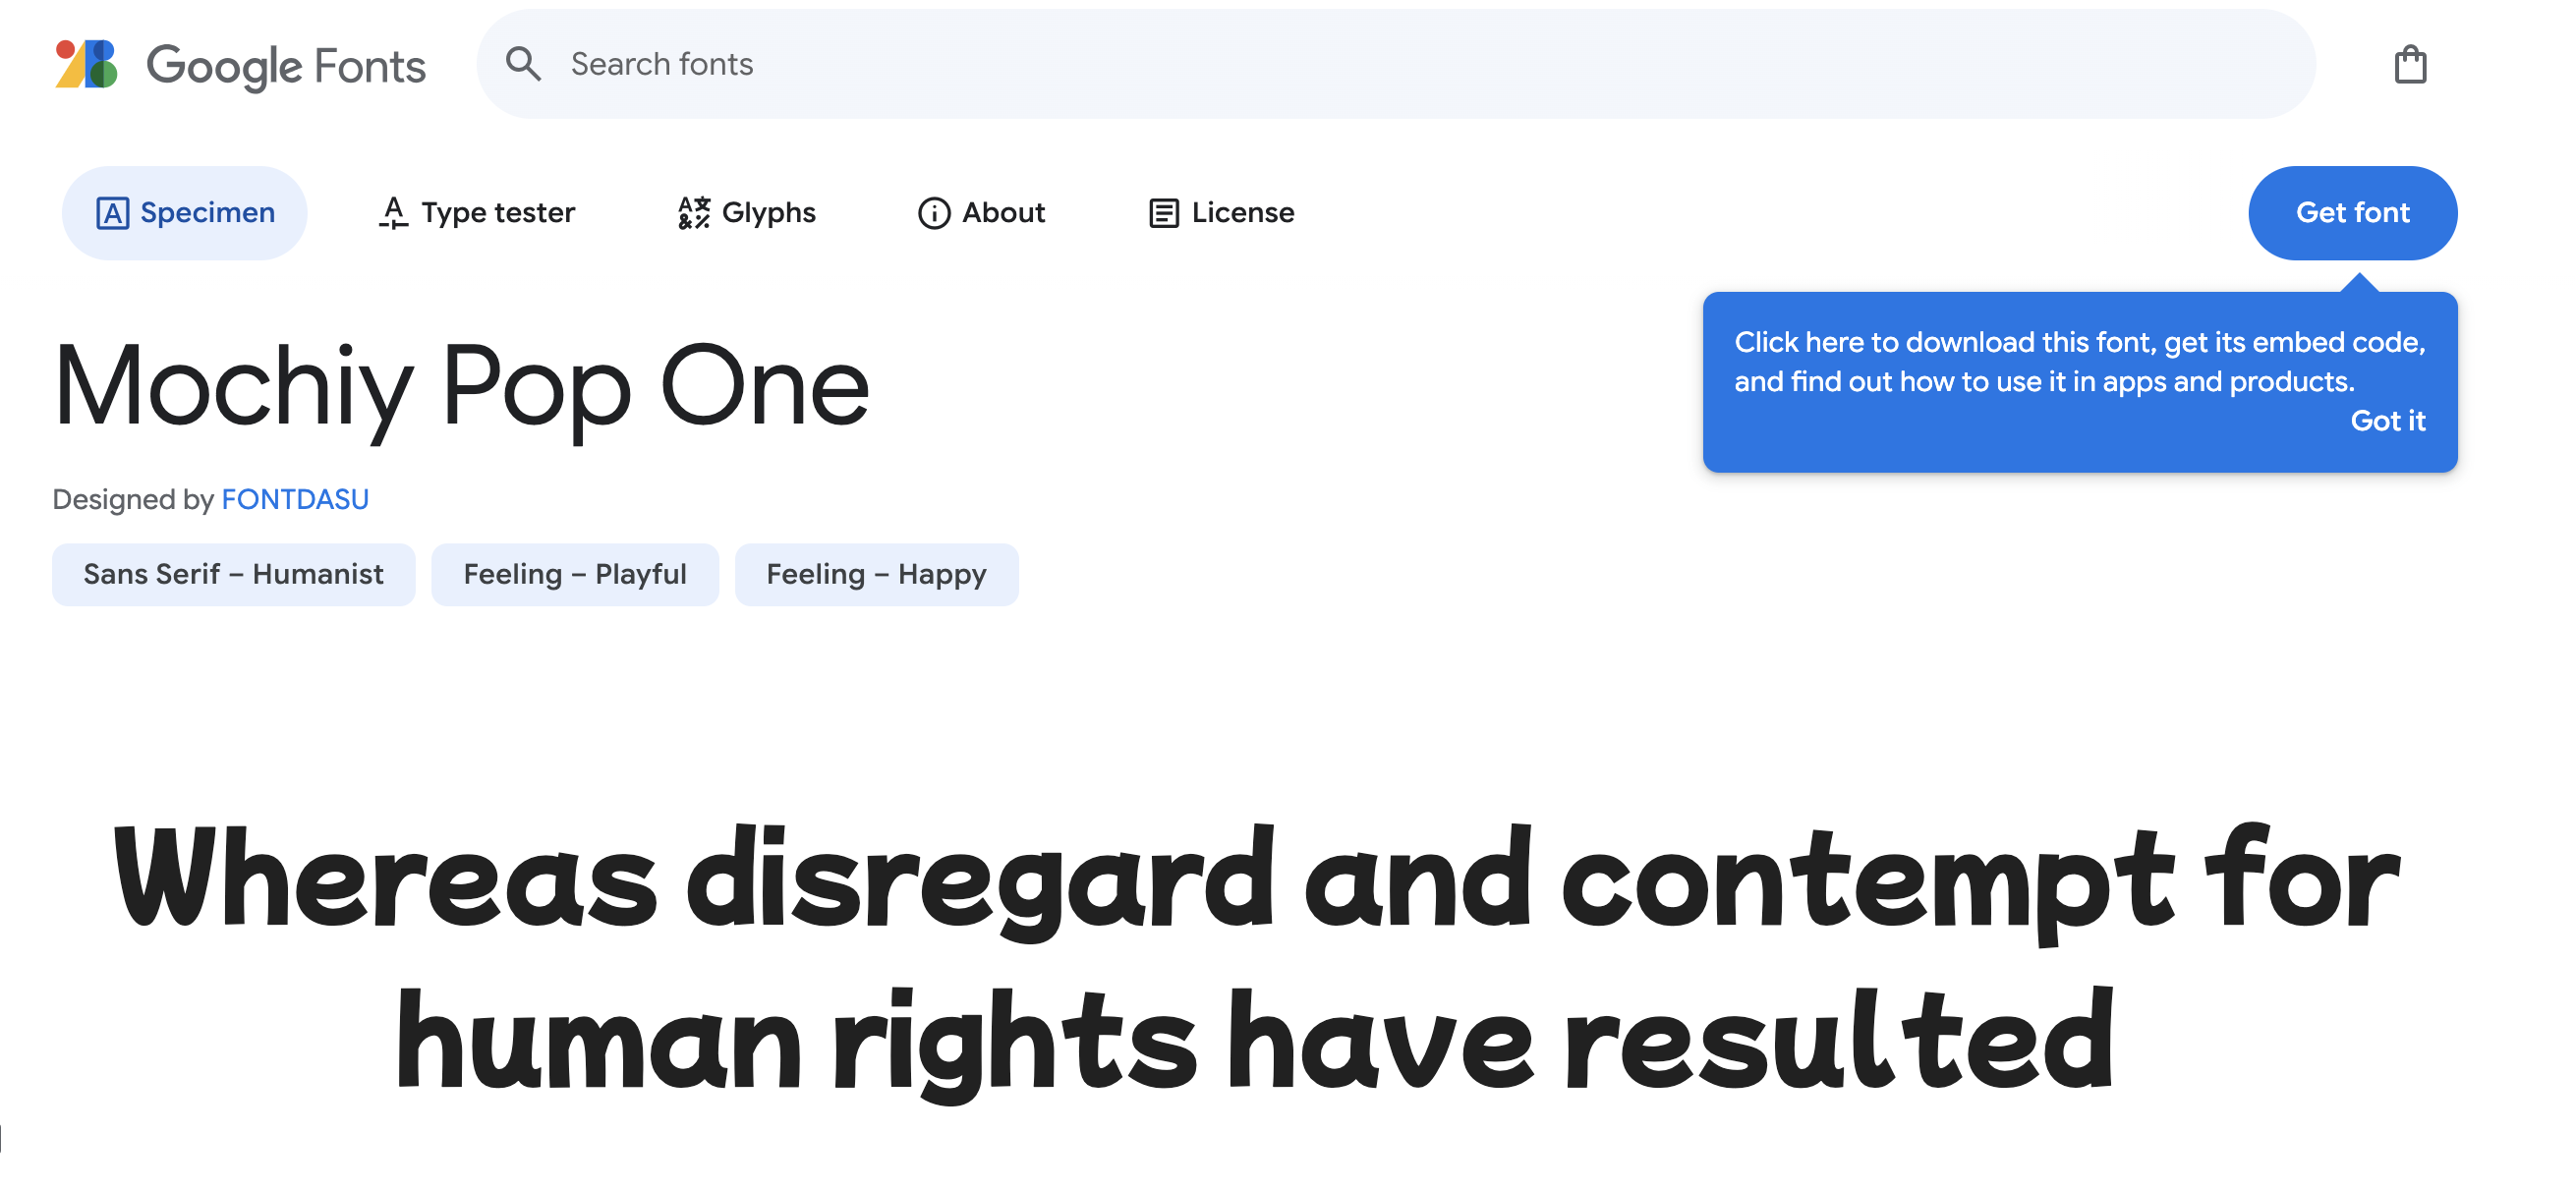 Google Fonts
Search fonts
Specimen
Type tester
Glyphs
About
License
Get font
Click here to download this font, get its embed code,
and find out how to use it in apps and products.
Got it
Mochiy Pop One
Designed by FONTDASU
Sans Serif – Humanist
Feeling – Playful
Feeling – Happy
Whereas disregard and contempt for
human rights have resulted